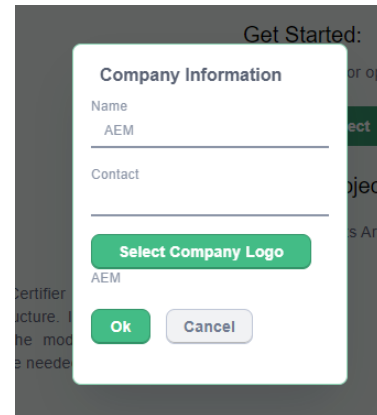 Get Started:
Company Information
or op
Name
AEM
ect
Contact
ojec
Select Company Logo
s Ar
AEM
Certifier
ucture. I
Ok
Cancel
he mod
e neede